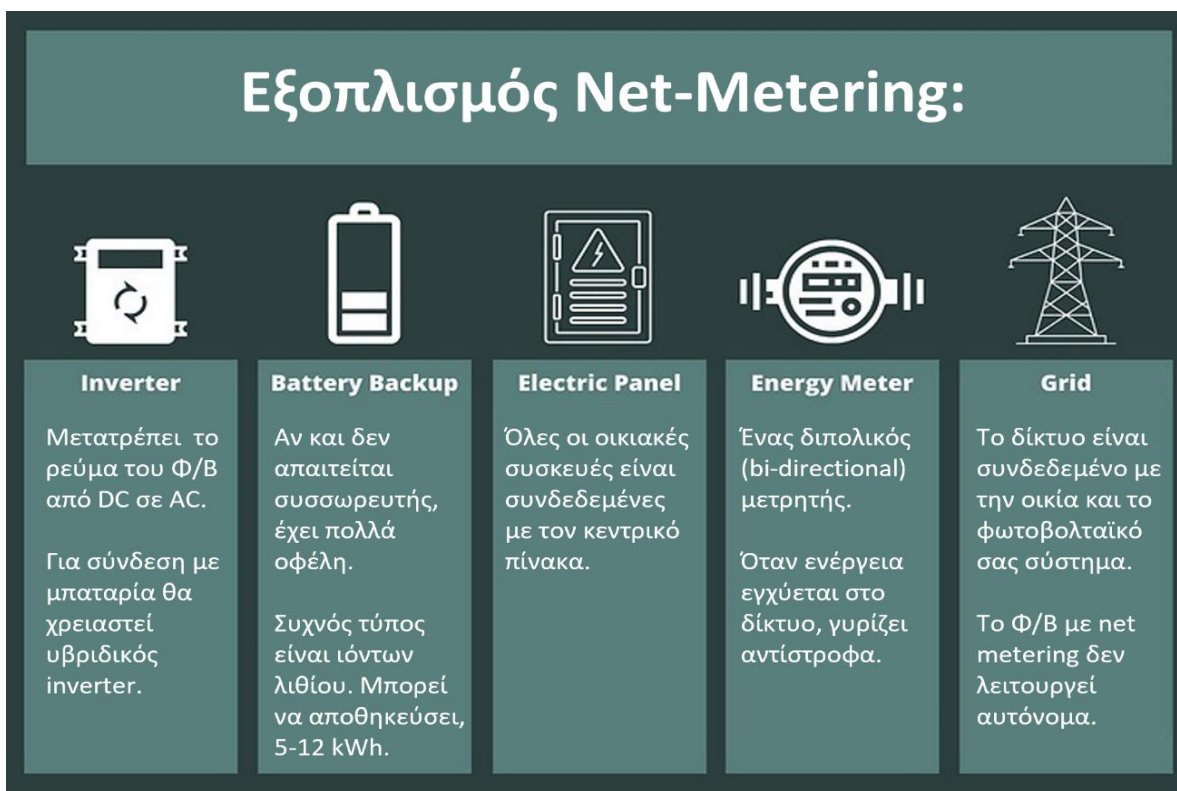 Εξοπλισμός Net-Metering:
Inverter
Μετατρέπει το
ρεύμα του Φ/Β
από DC σε AC.
Για σύνδεση με
μπαταρία θα
χρειαστεί
υβριδικός
inverter.
Battery Backup
Αν και δεν
απαιτείται
συσσωρευτής,
έχει πολλά
οφέλη.
Συχνός τύπος
είναι ιόντων
λιθίου. Μπορεί
να αποθηκεύσει,
5-12 kWh.
Electric Panel
Όλες οι οικιακές
συσκευές είναι
συνδεδεμένες
με τον κεντρικό
πίνακα.
Energy Meter
Ένας διπολικός
(bi-directional)
μετρητής.
Όταν ενέργεια
εγχύεται στο
δίκτυο, γυρίζει
αντίστροφα.
Grid
Το δίκτυο είναι
συνδεδεμένο με
την οικία και το
φωτοβολταϊκό
σας σύστημα.
Το Φ/Β με net
metering δεν
λειτουργεί
αυτόνομα.